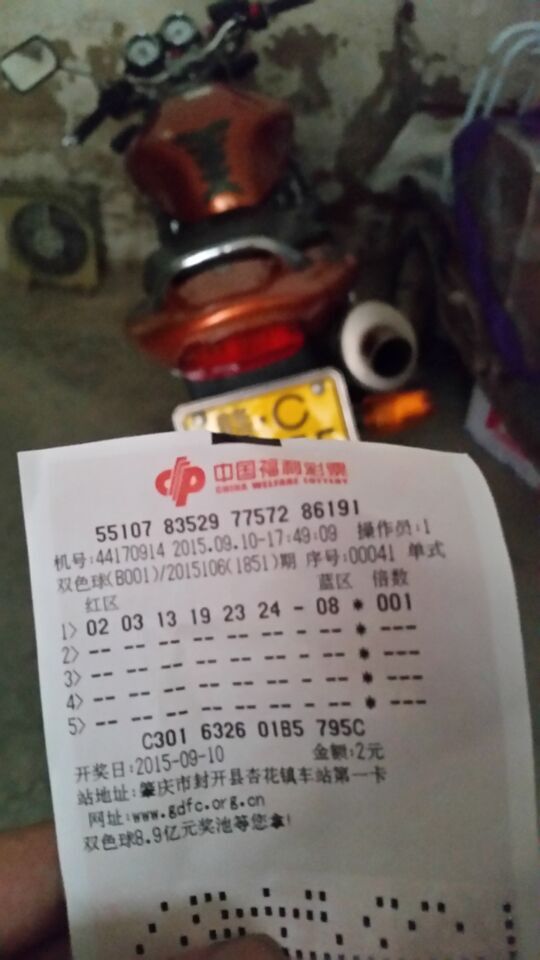 中国福利彩票
CHINA WELFARE LOTTERY
55107 83529 77572 86191
机号:44170914 2015.09.10-17:49:09 操作员:1
双色球(B001)/2015106(1851)期 序号:00041 单式
红区 蓝区 倍数
1> 02 03 13 19 23 24 - 08 * 001
2> -- -- -- -- -- -- - -- * ---
3> -- -- -- -- -- -- - -- * ---
4> -- -- -- -- -- -- - -- * ---
5> -- -- -- -- -- -- - -- * ---
C301 6326 01B5 795C
开奖日:2015-09-10 金额:2元
站地址:肇庆市封开县杏花镇车站第一卡
网址:www.gdfc.org.cn
双色球8.9亿元奖池等您拿!